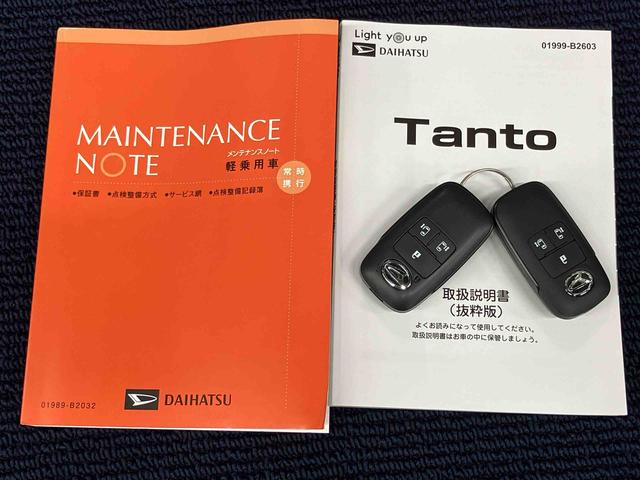 MAINTENANCE
NOTE
メンテナンスノート
軽乗用車
常時
携行
●保証書 ●点検整備方式 ●サービス網 ●点検整備記録簿
DAIHATSU
01989-B2032
Light you up
DAIHATSU
01999-B2603
Tanto
取扱説明書
（抜粋版）
よくお読みになって使用してください。
取扱説明書はお車の中に保管しましょう。